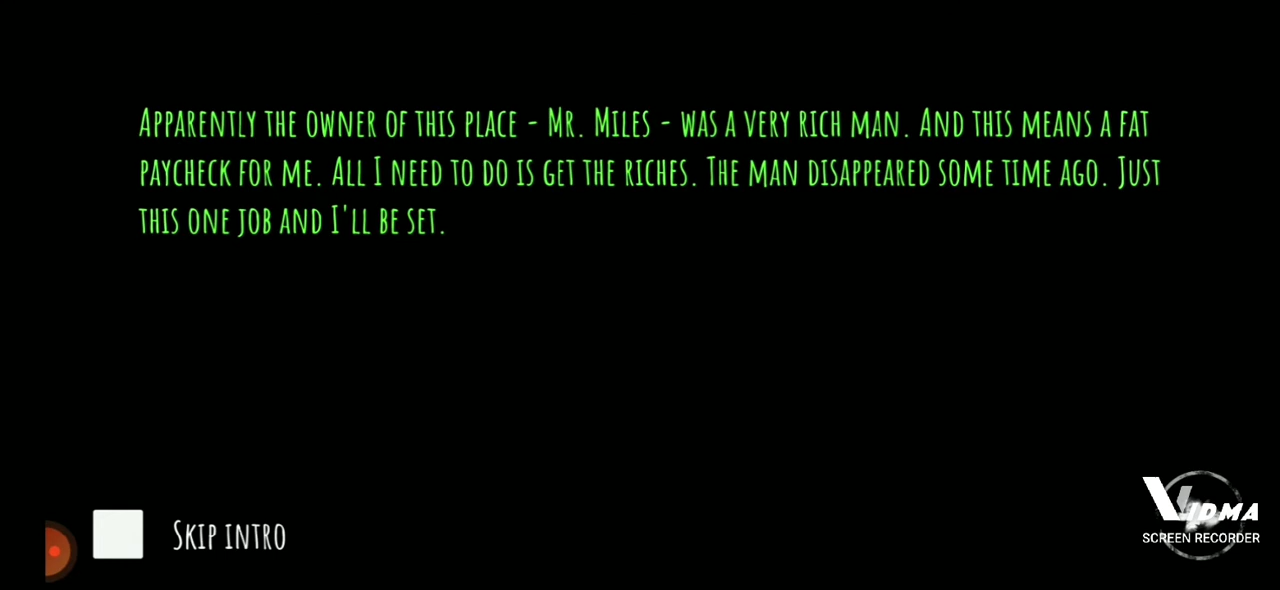 Apparently the owner of this place - Mr. Miles - was a very rich man. And this means a fat
paycheck for me. All I need to do is get the riches. The man disappeared some time ago. Just
this one job and I'll be set.
Skip intro
VIDMA
SCREEN RECORDER